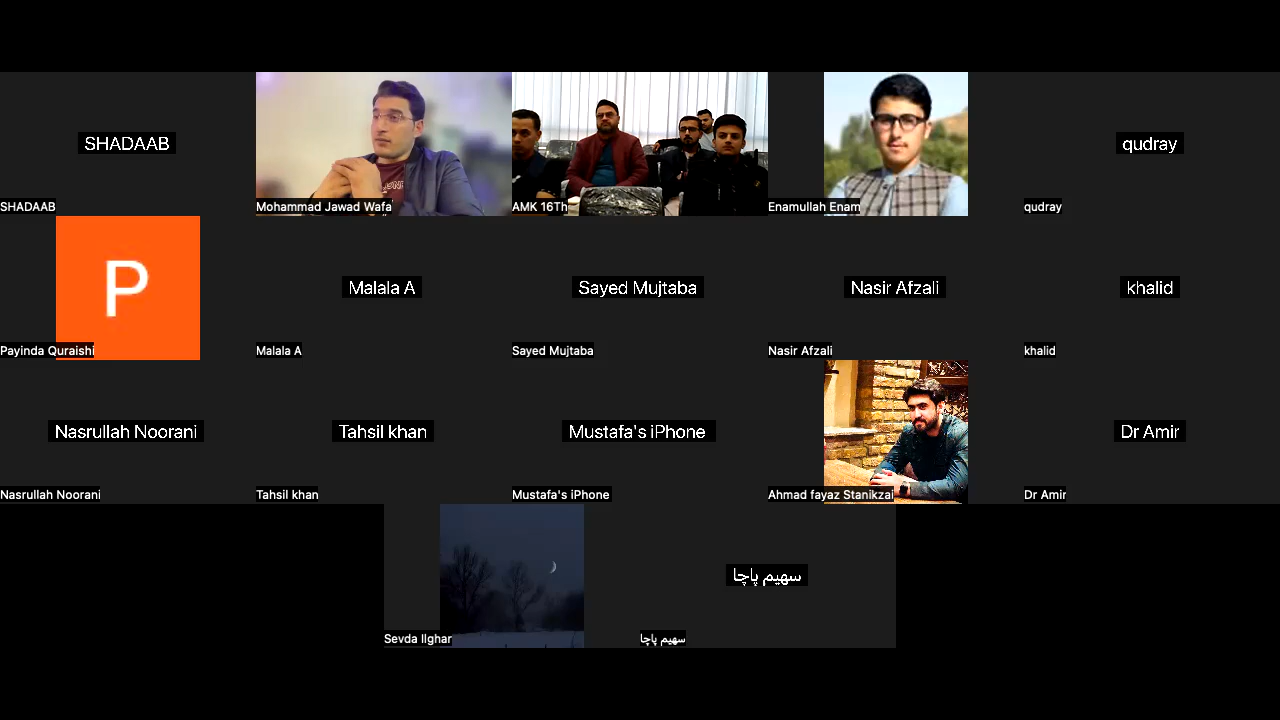 SHADAAB
SHADAAB
Mohammad Jawad Wafa
AMK 16Th
Enamullah Enam
qudray
qudray
P
Payinda Quraishi
Malala A
Malala A
Sayed Mujtaba
Sayed Mujtaba
Nasir Afzali
Nasir Afzali
khalid
khalid
Nasrullah Noorani
Nasrullah Noorani
Tahsil khan
Tahsil khan
Mustafa's iPhone
Mustafa's iPhone
Ahmad fayaz Stanikzai
Dr Amir
Dr Amir
Sevda Ilghar
سهیم پاچا
سهیم پاچا